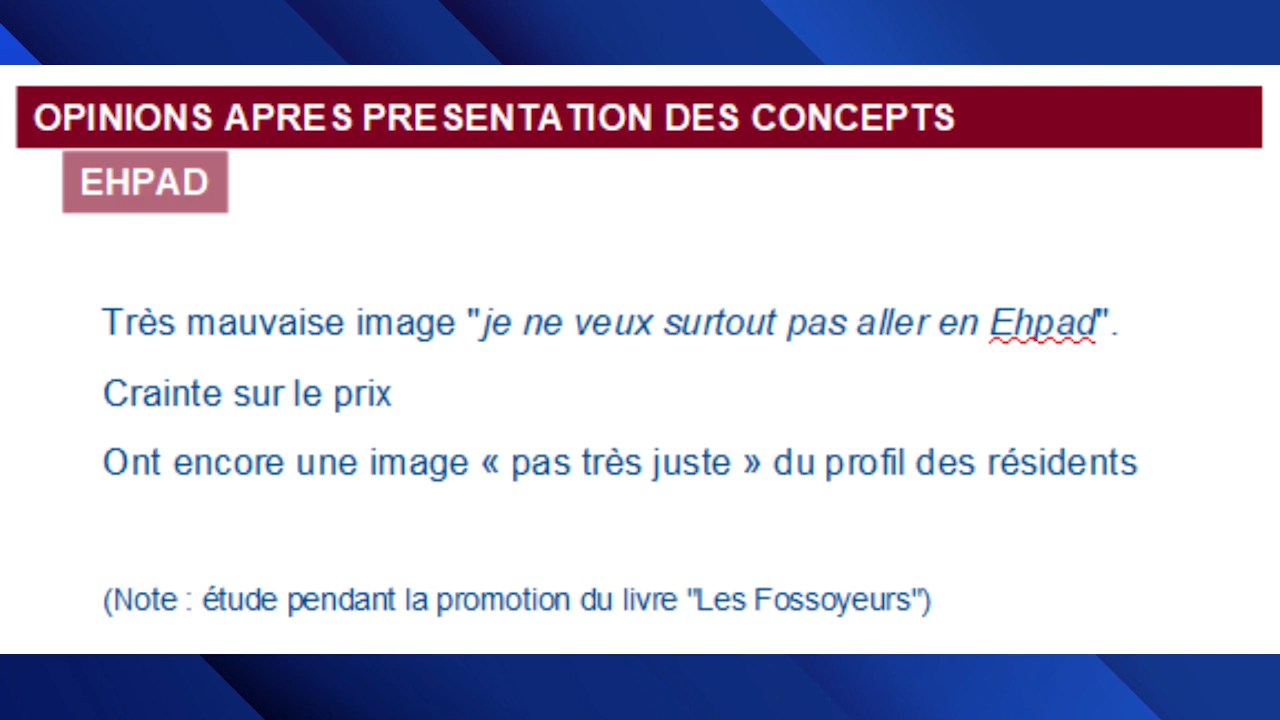 OPINIONS APRES PRESENTATION DES CONCEPTS
EHPAD
Très mauvaise image "je ne veux surtout pas aller en Ehpad".
Crainte sur le prix
Ont encore une image « pas très juste » du profil des résidents
(Note : étude pendant la promotion du livre "Les Fossoyeurs")